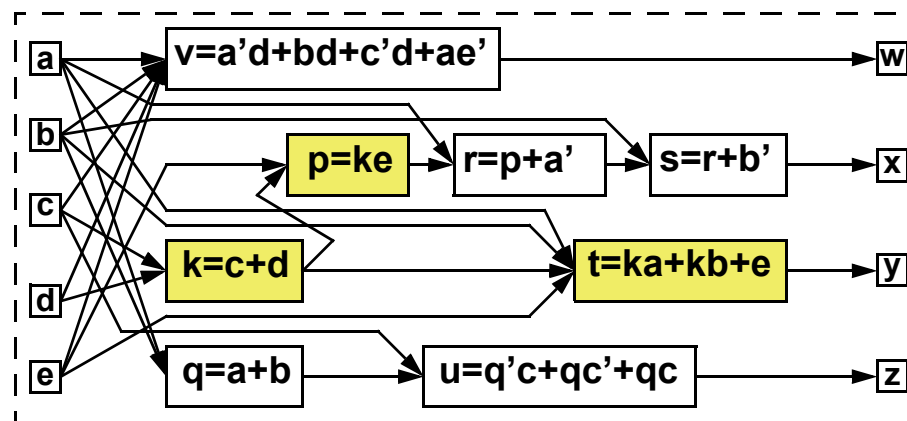 a
v=a’d+bd+c’d+ae’
w
b
p=ke
r=p+a’
s=r+b’
x
c
k=c+d
t=ka+kb+e
y
d
e
q=a+b
u=q’c+qc’+qc
z